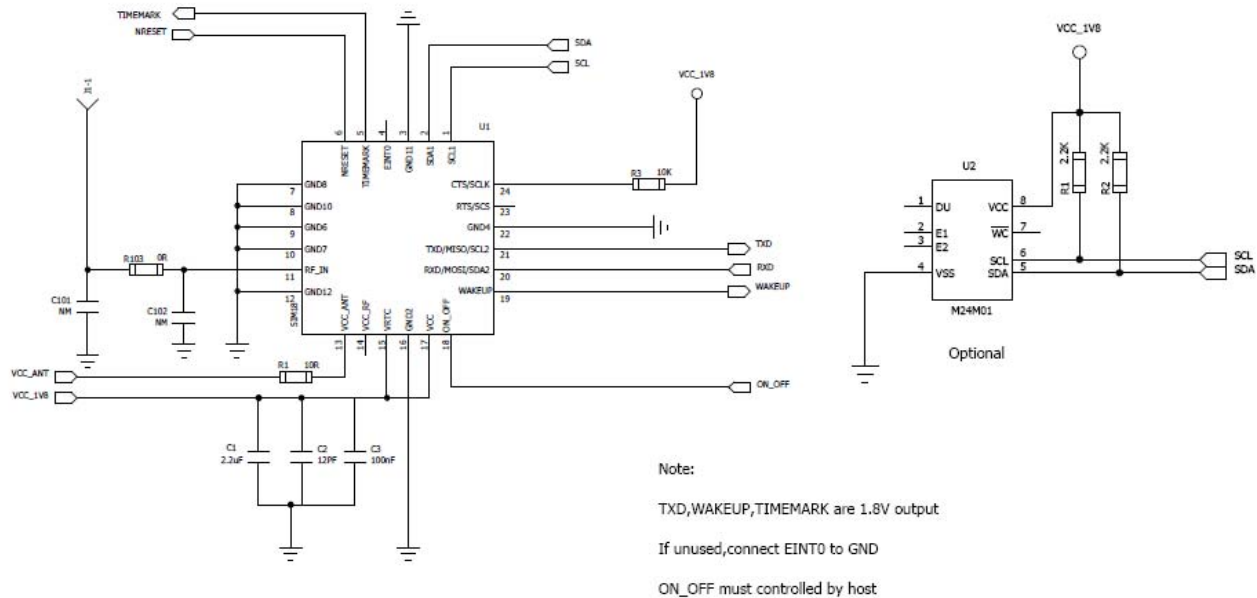 TIMEMARK
NRESET
SDA
SCL
VCC_1V8
J1-1
6
5
4
3
2
1
U1
NRESET
TIMEMARK
EINT0
GND11
SDA1
SCL1
7
GND8
8
GND10
9
GND6
10
GND7
11
RF_IN
12
GND12
SIM18
CTS/SCLK
24
RTS/SCS
23
GND4
22
TXD/MISO/SCL2
21
RXD/MOSI/SDA2
20
WAKEUP
19
R3 10K
TXD
RXD
WAKEUP
R103 0R
C101
NM
C102
NM
VCC_ANT
VCC_RF
VRTC
GND2
VCC
ON_OFF
13
14
15
16
17
18
VCC_ANT
R1 10R
VCC_1V8
ON_OFF
C1
2.2uF
C2
12PF
C3
100nF
VCC_1V8
2.2K
R1
2.2K
R2
U2
1 DU VCC 8
2 E1 WC 7
3 E2
SCL 6
4 VSS SDA 5
SCL
SDA
M24M01
Optional
Note:
TXD,WAKEUP,TIMEMARK are 1.8V output
If unused,connect EINT0 to GND
ON_OFF must controlled by host